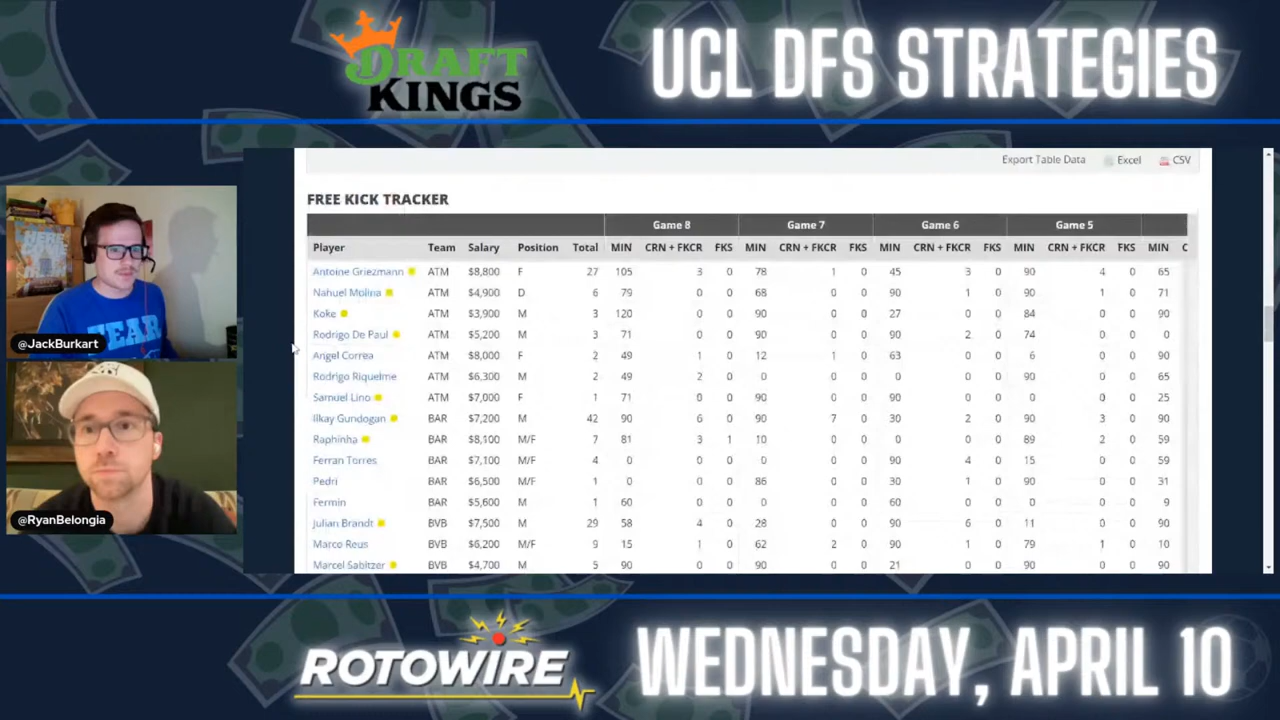 DRAFT
KINGS
UCL DFS STRATEGIES
Export Table Data Excel CSV
FREE KICK TRACKER
Game 8 Game 7 Game 6 Game 5
Player Team Salary Position Total MIN CRN + FKCR FKS MIN CRN + FKCR FKS MIN CRN + FKCR FKS MIN CRN + FKCR FKS MIN C
Antoine Griezmann ATM $8,800 F 27 105 3 0 78 1 0 45 3 0 90 4 0 65
Nahuel Molina ATM $4,900 D 6 79 0 0 68 0 0 90 1 0 90 1 0 71
Koke ATM $3,900 M 3 120 0 0 90 0 0 27 0 0 84 0 0 90
Rodrigo De Paul ATM $5,200 M 3 71 0 0 90 0 0 90 2 0 74 0 0 0
Angel Correa ATM $8,000 F 2 49 1 0 12 1 0 63 0 0 6 0 0 90
Rodrigo Riquelme ATM $6,300 M 2 49 2 0 0 0 0 0 0 0 90 0 0 65
Samuel Lino ATM $7,000 F 1 71 0 0 90 0 0 90 0 0 0 0 0 25
Ilkay Gundogan BAR $7,200 M 42 90 6 0 90 7 0 30 2 0 90 3 0 90
Raphinha BAR $8,100 M/F 7 81 3 1 10 0 0 0 0 0 89 2 0 59
Ferran Torres BAR $7,100 M/F 4 0 0 0 0 0 0 90 4 0 15 0 0 59
Pedri BAR $6,500 M/F 1 0 0 0 86 0 0 30 1 0 90 0 0 31
Fermin BAR $5,600 M 1 60 0 0 0 0 0 60 0 0 0 0 0 9
Julian Brandt BVB $7,500 M 29 58 4 0 28 0 0 90 6 0 11 0 0 90
Marco Reus BVB $6,200 M/F 9 15 1 0 62 2 0 90 1 0 79 1 0 10
Marcel Sabitzer BVB $4,700 M 5 90 0 0 90 0 0 21 0 0 90 0 0 90
@JackBurkart
@RyanBelongia
ROTOWIRE
WEDNESDAY, APRIL 10